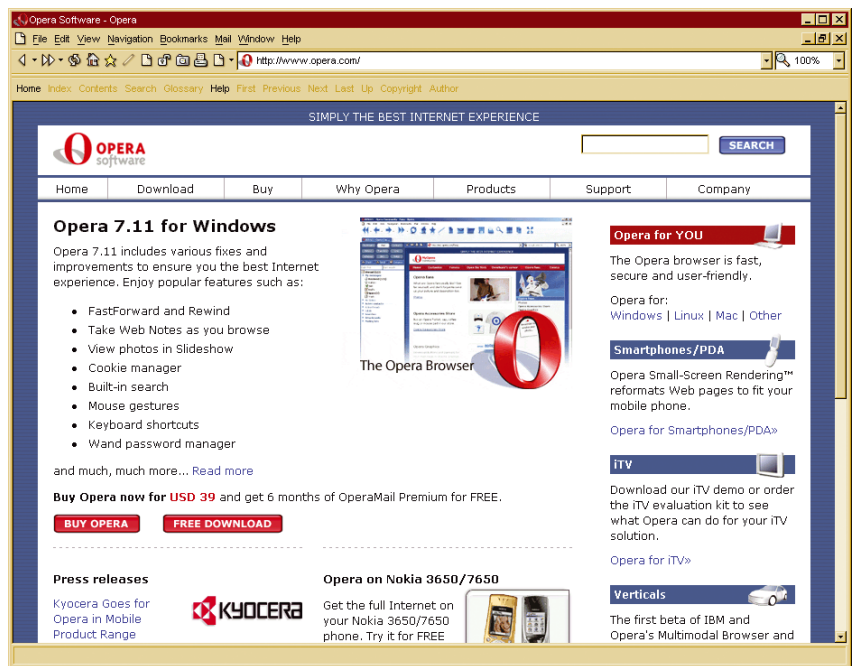 Opera Software - Opera
File Edit View Navigation Bookmarks Mail Window Help
http://www.opera.com/ 100%
Home Index Contents Search Glossary Help First Previous Next Last Up Copyright Author
SIMPLY THE BEST INTERNET EXPERIENCE
OPERA
software
SEARCH
Home Download Buy Why Opera Products Support Company
Opera 7.11 for Windows
Opera 7.11 includes various fixes and
improvements to ensure you the best Internet
experience. Enjoy popular features such as:
• FastForward and Rewind
• Take Web Notes as you browse
• View photos in Slideshow
• Cookie manager
• Built-in search
• Mouse gestures
• Keyboard shortcuts
• Wand password manager
and much, much more... Read more
The Opera Browser
Buy Opera now for USD 39 and get 6 months of OperaMail Premium for FREE.
BUY OPERA FREE DOWNLOAD
Press releases
Kyocera Goes for
Opera in Mobile
Product Range
KYOCERA
Opera on Nokia 3650/7650
Get the full Internet on
your Nokia 3650/7650
phone. Try it for FREE
Opera for YOU
The Opera browser is fast,
secure and user-friendly.
Opera for:
Windows | Linux | Mac | Other
Smartphones/PDA
Opera Small-Screen Rendering™
reformats Web pages to fit your
mobile phone.
Opera for Smartphones/PDA»
iTV
Download our iTV demo or order
the iTV evaluation kit to see
what Opera can do for your iTV
solution.
Opera for iTV»
Verticals
The first beta of IBM and
Opera's Multimodal Browser and